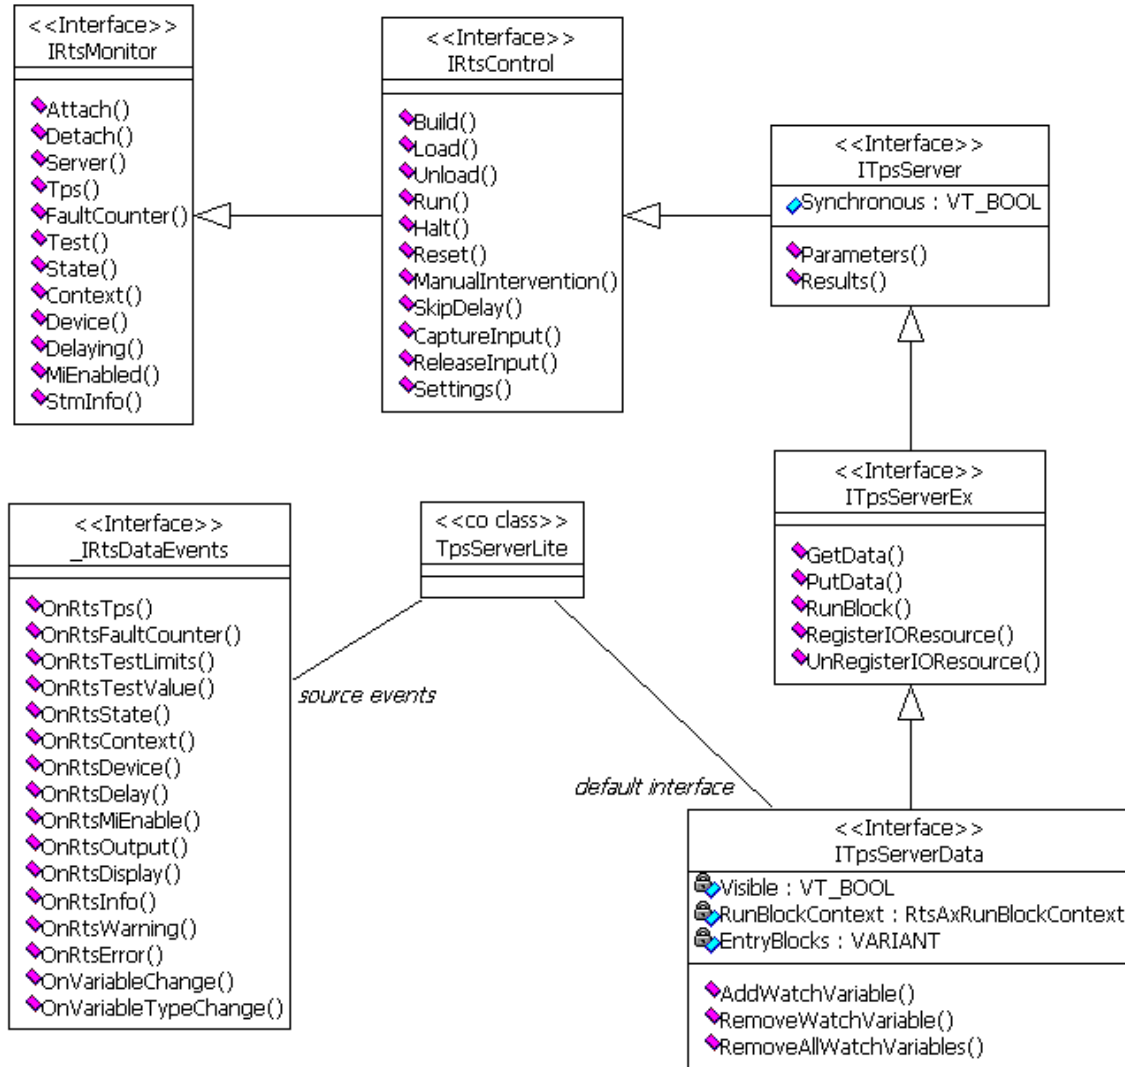 <<Interface>>
IRtsMonitor
Attach()
Detach()
Server()
Tps()
FaultCounter()
Test()
State()
Context()
Device()
Delaying()
MiEnabled()
StmInfo()
<<Interface>>
IRtsControl
Build()
Load()
Unload()
Run()
Halt()
Reset()
ManualIntervention()
SkipDelay()
CaptureInput()
ReleaseInput()
Settings()
<<Interface>>
ITpsServer
Synchronous : VT_BOOL
Parameters()
Results()
<<Interface>>
ITpsServerEx
GetData()
PutData()
RunBlock()
RegisterIOResource()
UnRegisterIOResource()
<<Interface>>
_IRtsDataEvents
OnRtsTps()
OnRtsFaultCounter()
OnRtsTestLimits()
OnRtsTestValue()
OnRtsState()
OnRtsContext()
OnRtsDevice()
OnRtsDelay()
OnRtsMiEnable()
OnRtsOutput()
OnRtsDisplay()
OnRtsInfo()
OnRtsWarning()
OnRtsError()
OnVariableChange()
OnVariableTypeChange()
<<co class>>
TpsServerLite
source events
default interface
<<Interface>>
ITpsServerData
Visible : VT_BOOL
RunBlockContext : RtsAxRunBlockContext
EntryBlocks : VARIANT
AddWatchVariable()
RemoveWatchVariable()
RemoveAllWatchVariables()